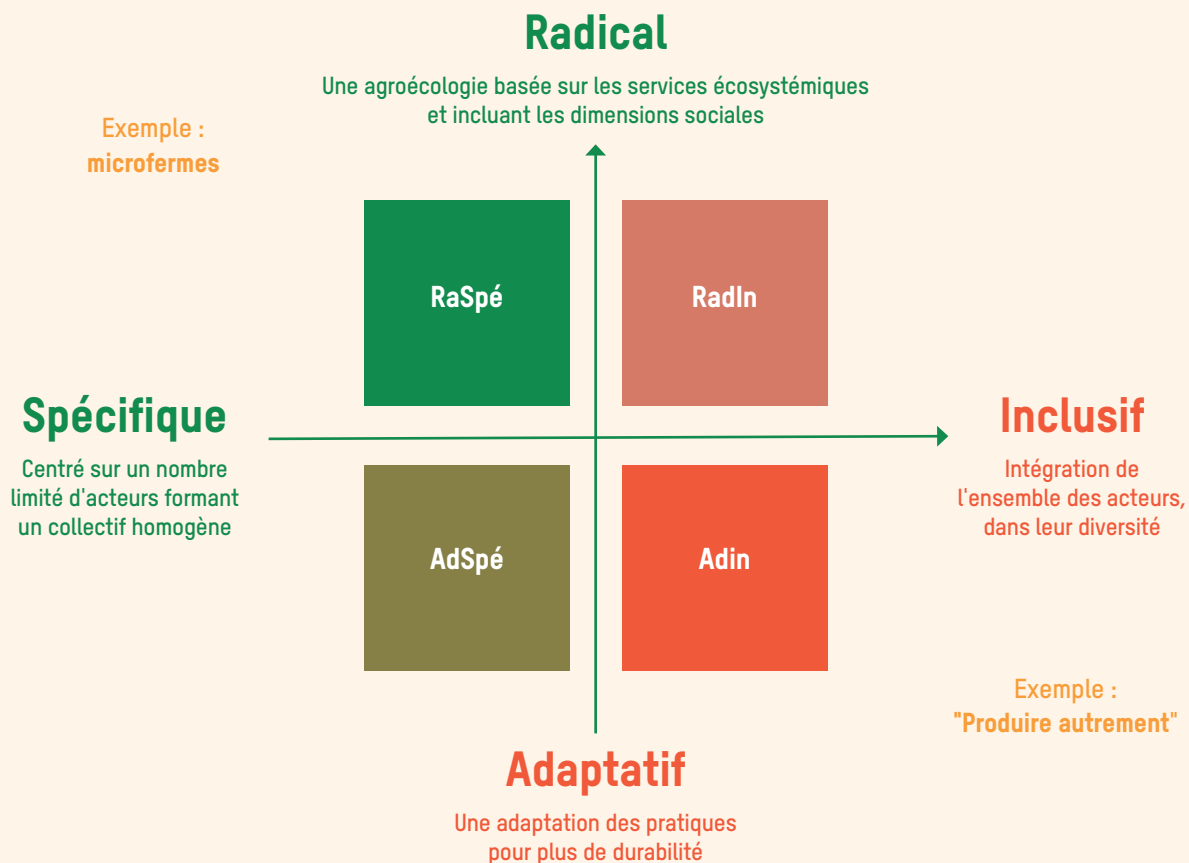 Radical
Une agroécologie basée sur les services écosystémiques
et incluant les dimensions sociales
Exemple :
microfermes
RaSpé
RadIn
Spécifique
Centré sur un nombre
limité d'acteurs formant
un collectif homogène
Inclusif
Intégration de
l'ensemble des acteurs,
dans leur diversité
AdSpé
Adin
Exemple :
"Produire autrement"
Adaptatif
Une adaptation des pratiques
pour plus de durabilité